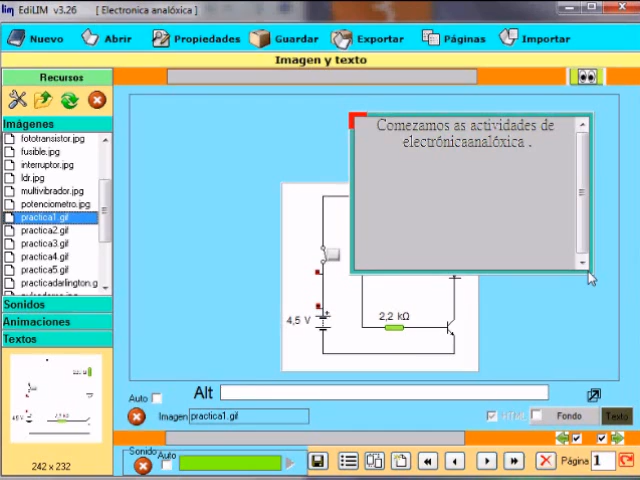 EdiLIM v3.26 [ Electronica analóxica ]
Nuevo Abrir Propiedades Guardar Exportar Páginas Importar
Imagen y texto
Recursos
Imágenes
fototransistor.jpg
fusible.jpg
interruptor.jpg
ldr.jpg
multivibrador.jpg
potenciometro.jpg
practica1.gif
practica2.gif
practica3.gif
practica4.gif
practica5.gif
practicadarlington.g
Sonidos
Animaciones
Textos
242 x 232
Comezamos as actividades de
electrónicaanalóxica .
4,5 V
2,2 kΩ
Auto
Alt
Imagen practica1.gif
Fondo
Texto
Sonido
Auto
Página 1